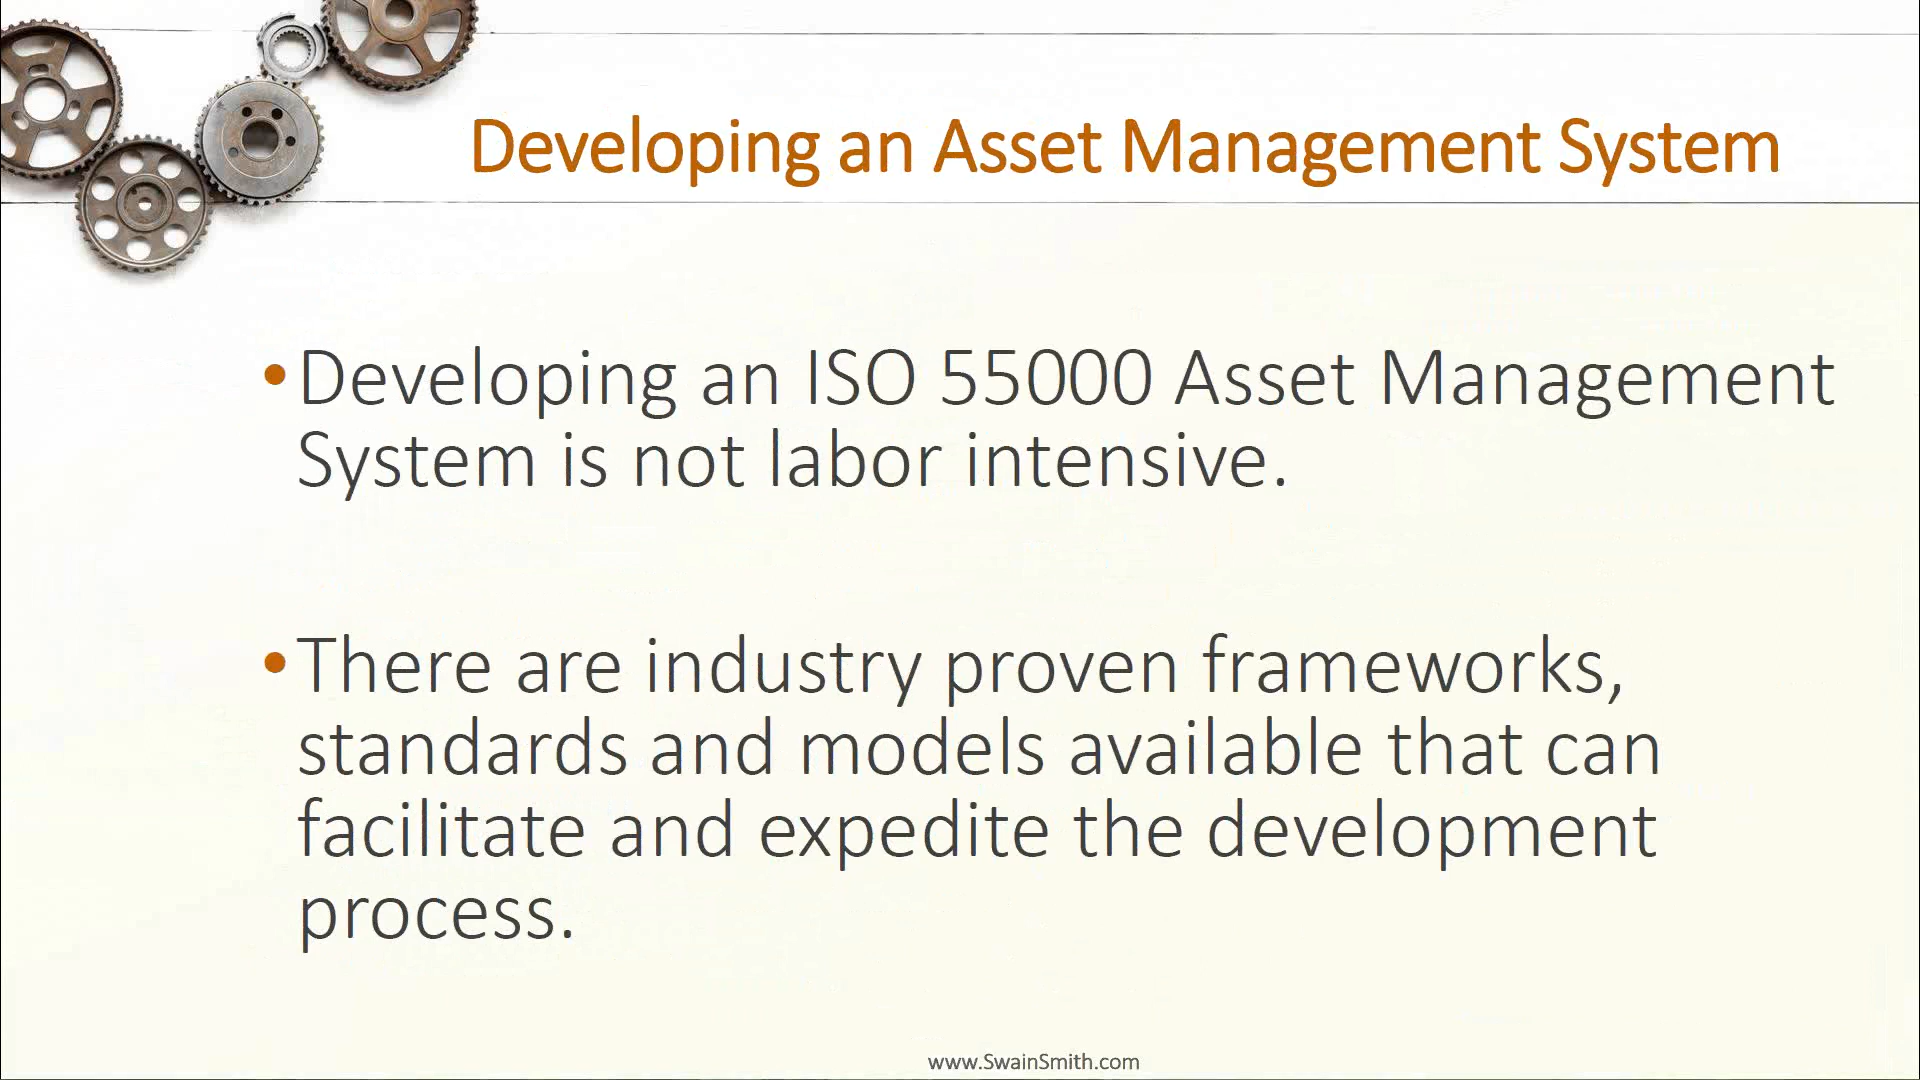 Developing an Asset Management System
•Developing an ISO 55000 Asset Management
System is not labor intensive.
•There are industry proven frameworks,
standards and models available that can
facilitate and expedite the development
process.
www.SwainSmith.com